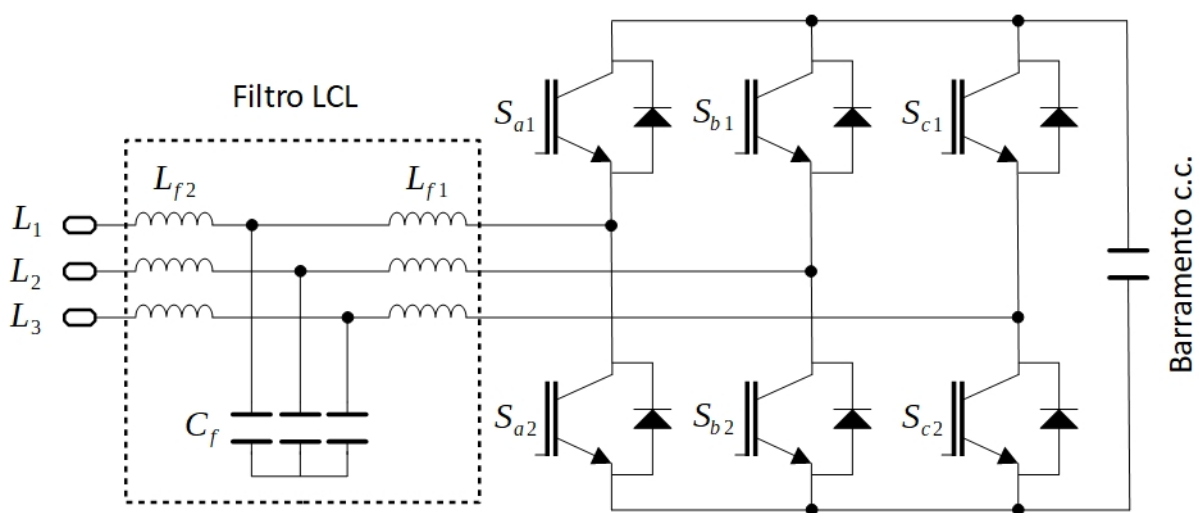 Filtro LCL
S_{a1}
S_{b1}
S_{c1}
L_{f2}
L_{f1}
L_1
L_2
L_3
Barramento c.c.
C_f
S_{a2}
S_{b2}
S_{c2}